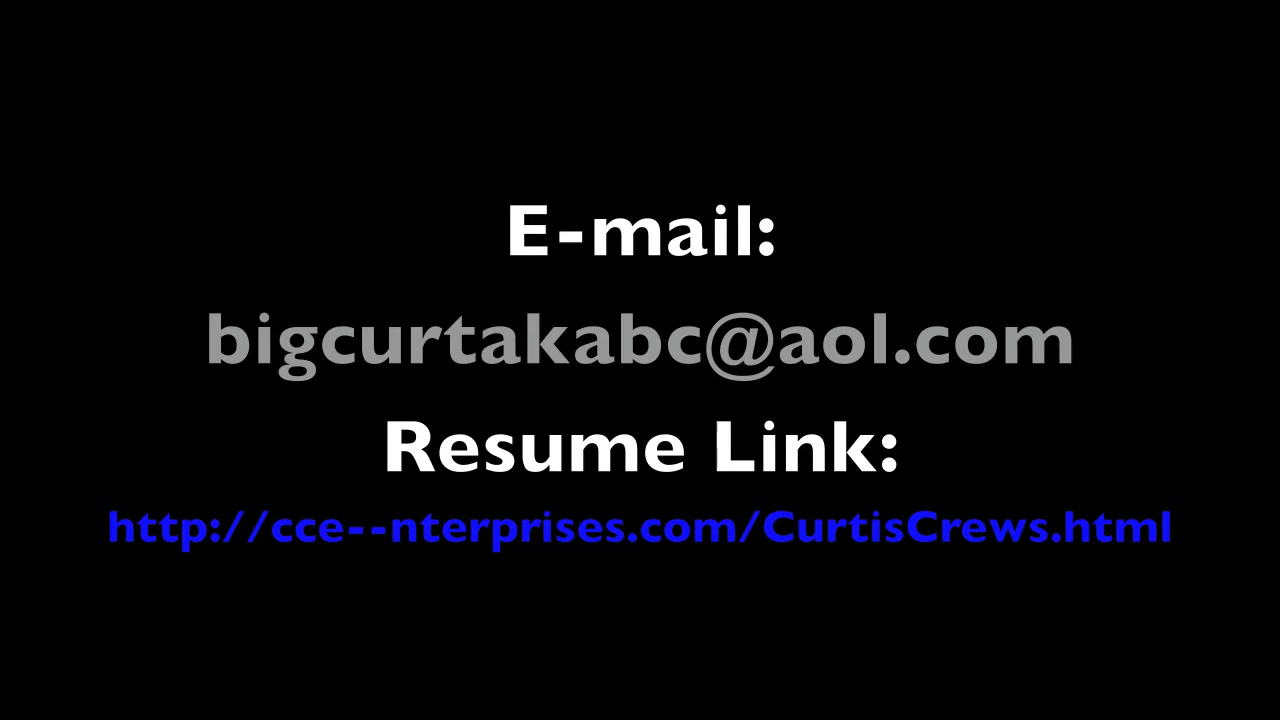 E-mail:
bigcurtakabc@aol.com
Resume Link:
http://cce--nterprises.com/CurtisCrews.html